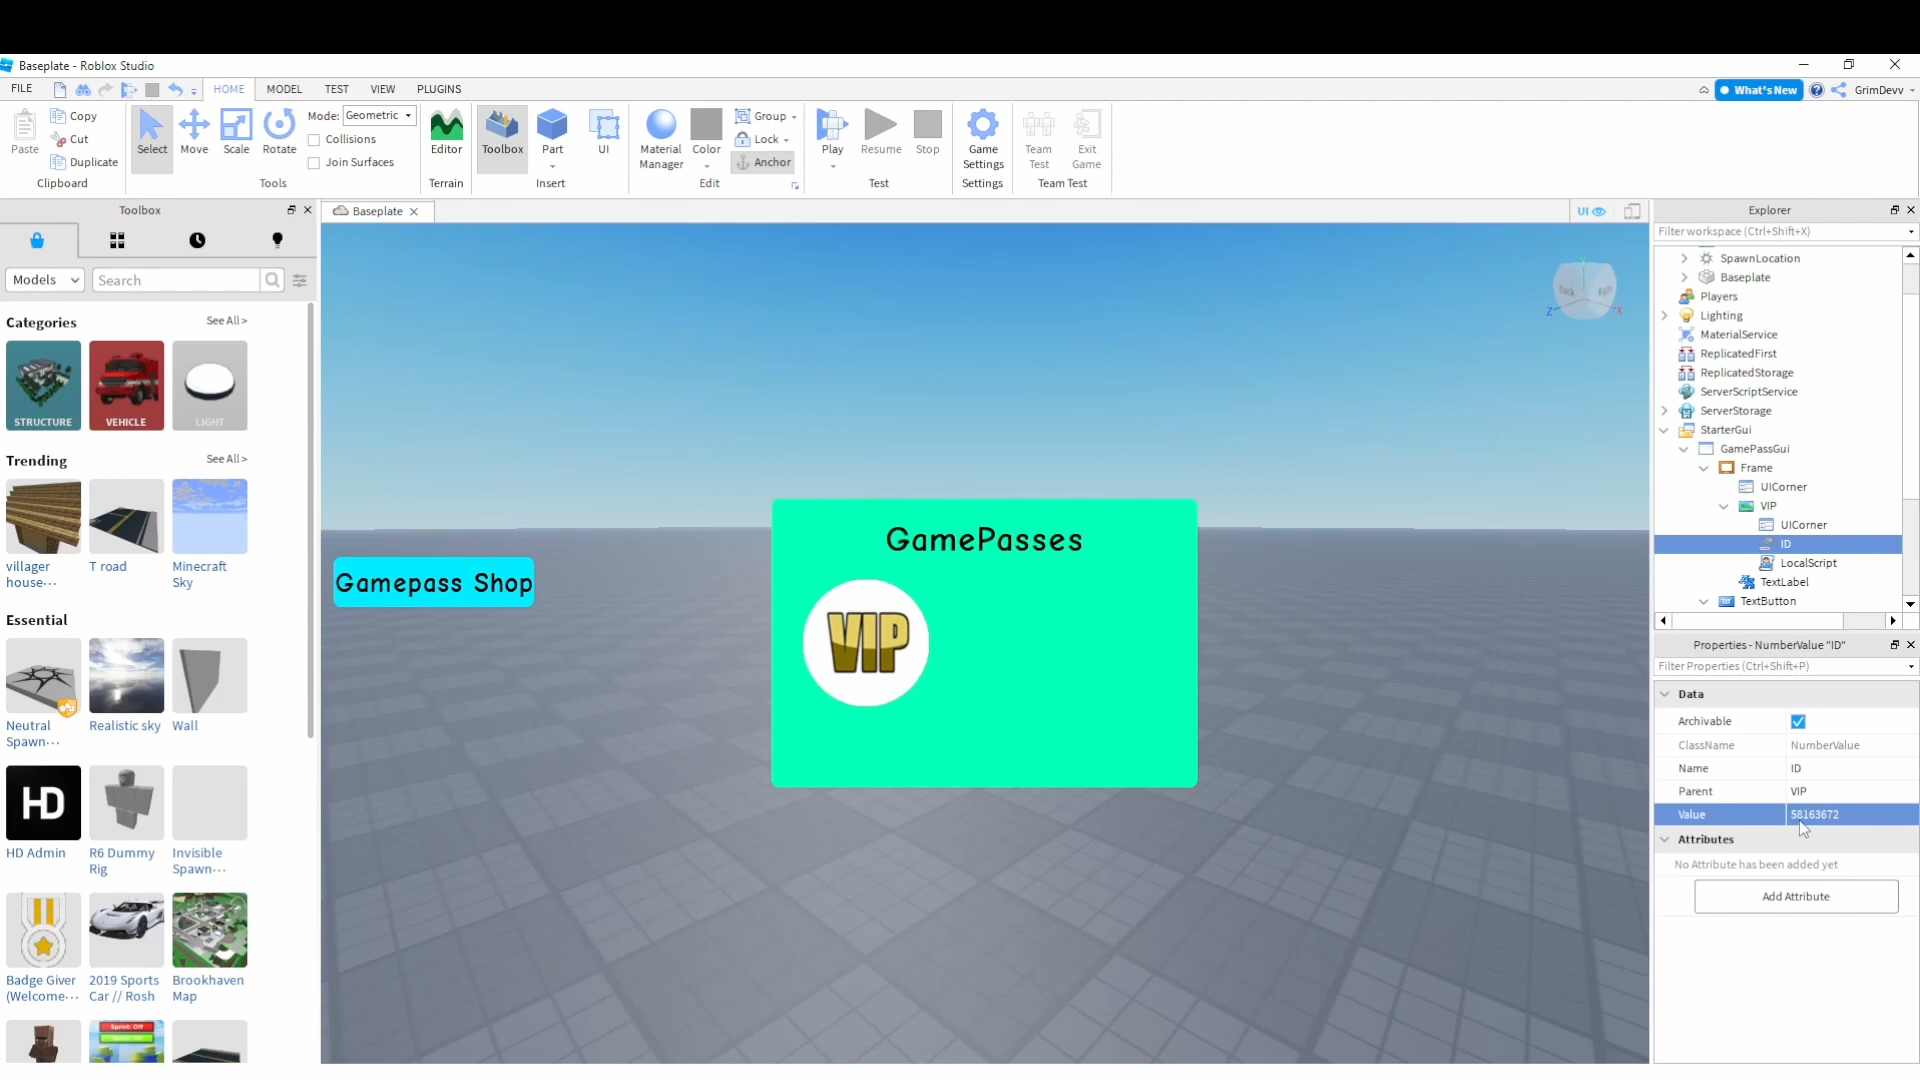 Baseplate - Roblox Studio
FILE HOME MODEL TEST VIEW PLUGINS What's New GrimDevv
Paste Copy Cut Duplicate Clipboard
Select Move Scale Rotate Mode: Geometric Collisions Join Surfaces Tools
Editor Terrain
Toolbox Part UI Insert
Material Manager Color Group Lock Anchor Edit
Play Resume Stop Test
Game Settings Settings
Team Test Exit Game Team Test
Toolbox
Models Search
Categories See All >
STRUCTURE VEHICLE LIGHT
Trending See All >
villager house... T road Minecraft Sky
Essential
Neutral Spawn... Realistic sky Wall
HD
HD Admin R6 Dummy Rig Invisible Spawn...
Badge Giver (Welcome... 2019 Sports Car // Rosh Brookhaven Map
Sprint: Off
Baseplate
UI
Back Right
Y Z X
GamePasses
Gamepass Shop
VIP
Explorer
Filter workspace (Ctrl+Shift+X)
SpawnLocation
Baseplate
Players
Lighting
MaterialService
ReplicatedFirst
ReplicatedStorage
ServerScriptService
ServerStorage
StarterGui
GamePassGui
Frame
UICorner
VIP
UICorner
ID
LocalScript
TextLabel
TextButton
Properties - NumberValue "ID"
Filter Properties (Ctrl+Shift+P)
Data
Archivable
ClassName NumberValue
Name ID
Parent VIP
Value 58163672
Attributes
No Attribute has been added yet
Add Attribute